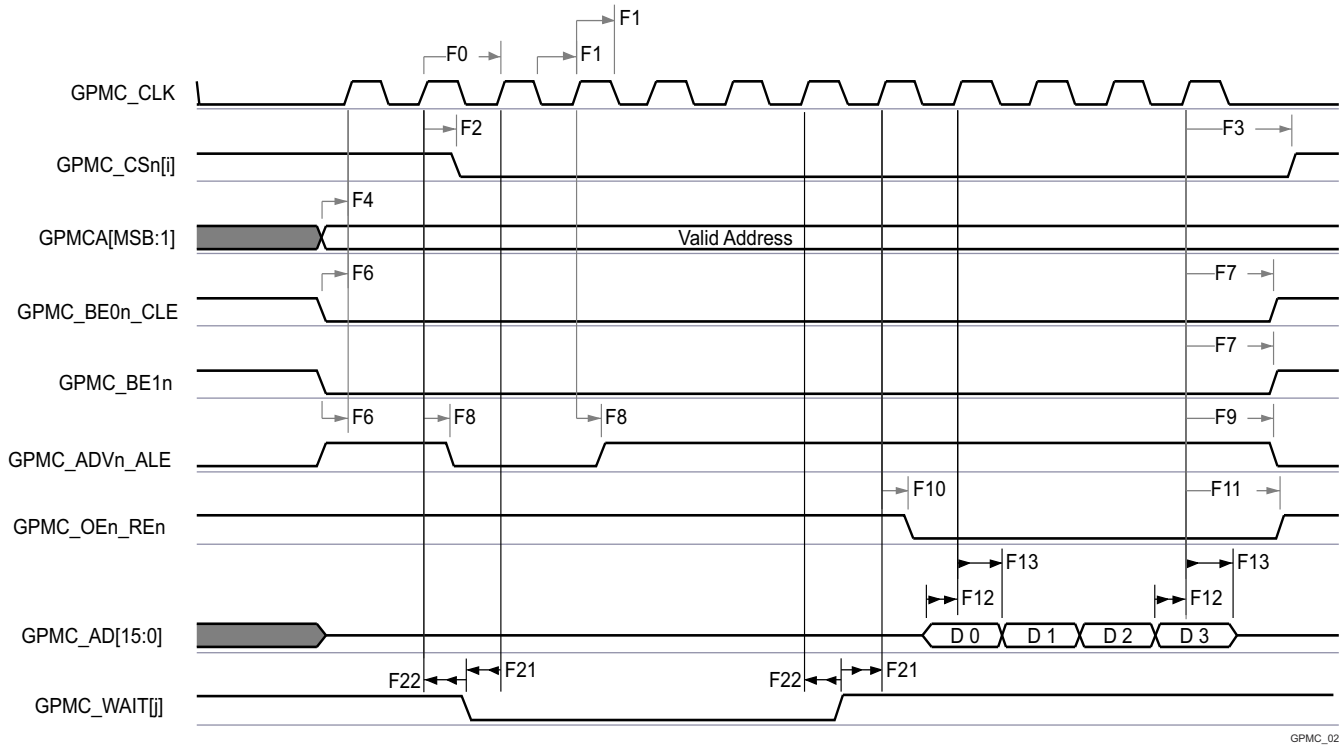 F1
F0
F1
GPMC_CLK
F2
F3
GPMC_CSn[i]
F4
GPMCA[MSB:1]
Valid Address
F6
F7
GPMC_BE0n_CLE
F7
GPMC_BE1n
F6
F8
F8
F9
GPMC_ADVn_ALE
F10
F11
GPMC_OEn_REn
F13
F13
F12
F12
GPMC_AD[15:0]
D 0
D 1
D 2
D 3
F22
F21
F22
F21
GPMC_WAIT[j]
GPMC_02